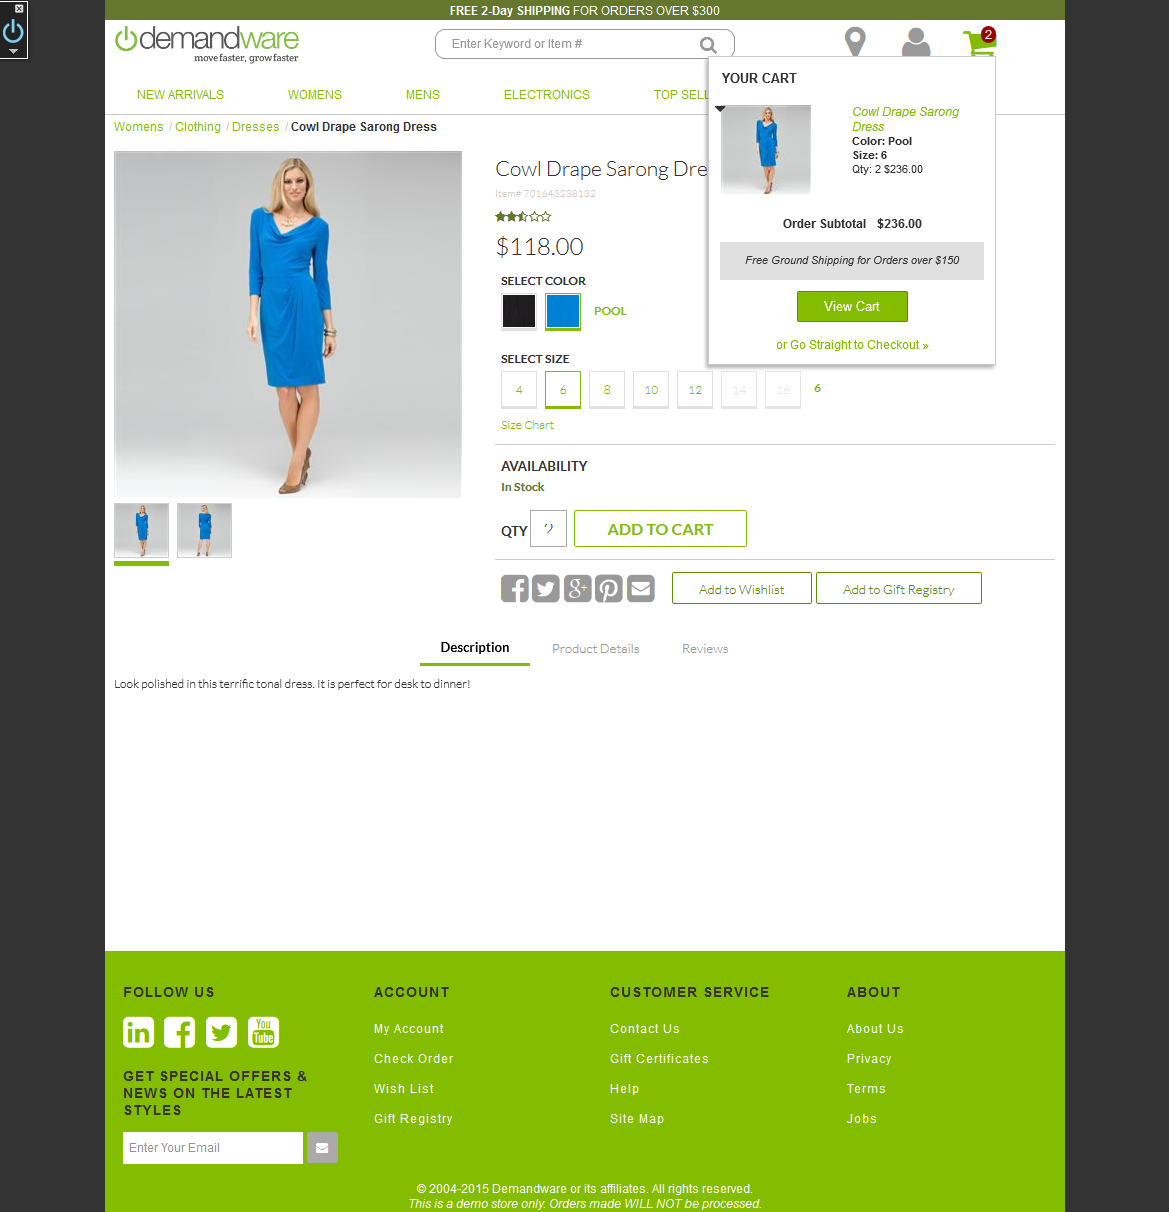 FREE 2-Day SHIPPING FOR ORDERS OVER $300
demandware
move faster, grow faster
Enter Keyword or Item #
2
NEW ARRIVALS
WOMENS
MENS
ELECTRONICS
TOP SELL
YOUR CART
Cowl Drape Sarong
Dress
Color: Pool
Size: 6
Qty: 2 $236.00
Order Subtotal $236.00
Free Ground Shipping for Orders over $150
View Cart
or Go Straight to Checkout »
Womens / Clothing / Dresses / Cowl Drape Sarong Dress
Cowl Drape Sarong Dre
Item# 701643238132
$118.00
SELECT COLOR
POOL
SELECT SIZE
4 6 8 10 12 14 16 6
Size Chart
AVAILABILITY
In Stock
QTY 2 ADD TO CART
Add to Wishlist
Add to Gift Registry
Description
Product Details
Reviews
Look polished in this terrific tonal dress. It is perfect for desk to dinner!
FOLLOW US
in
You
Tube
GET SPECIAL OFFERS &
NEWS ON THE LATEST
STYLES
Enter Your Email
ACCOUNT
My Account
Check Order
Wish List
Gift Registry
CUSTOMER SERVICE
Contact Us
Gift Certificates
Help
Site Map
ABOUT
About Us
Privacy
Terms
Jobs
© 2004-2015 Demandware or its affiliates. All rights reserved.
This is a demo store only. Orders made WILL NOT be processed.